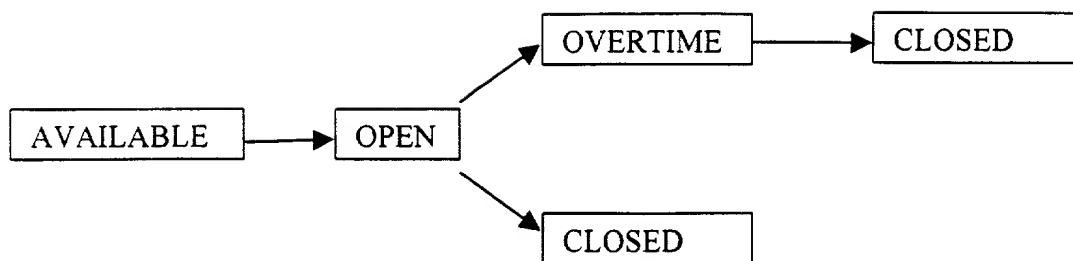 OVERTIME
CLOSED
AVAILABLE
OPEN
CLOSED